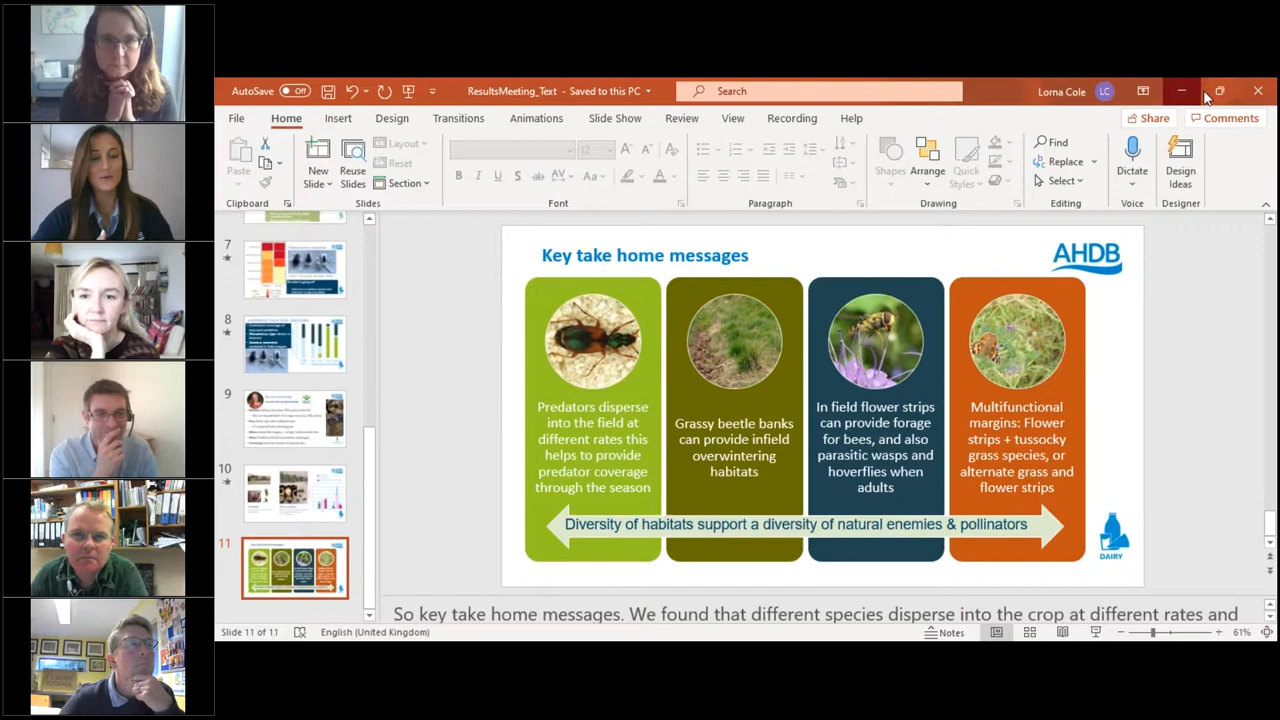 AutoSave Off
ResultsMeeting_Text - Saved to this PC
Search
Lorna Cole LC
File Home Insert Design Transitions Animations Slide Show Review View Recording Help
Share Comments
Paste
New Slide
Reuse Slides
Layout
Reset
Section
12
Shapes
Arrange
Quick Styles
Find
Replace
Select
Dictate
Design Ideas
Clipboard Slides Font Paragraph Drawing Editing Voice Designer
7
8
9
10
11
Key take home messages
AHDB
Predators disperse
into the field at
different rates this
helps to provide
predator coverage
through the season
Grassy beetle banks
can provide infield
overwintering
habitats
In field flower strips
can provide forage
for bees, and also
parasitic wasps and
hoverflies when
adults
Multifunctional
margins: Flower
strips + tussocky
grass species, or
alternate grass and
flower strips
Diversity of habitats support a diversity of natural enemies & pollinators
DAIRY
So key take home messages. We found that different species disperse into the crop at different rates and
Slide 11 of 11 English (United Kingdom) Notes 61%